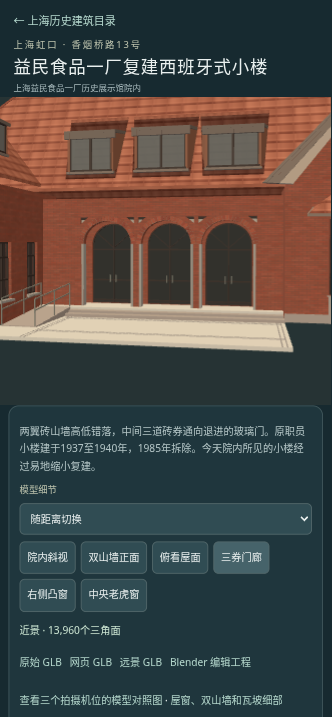 ← 上海历史建筑目录
上海虹口 · 香烟桥路13号
益民食品一厂复建西班牙式小楼
上海益民食品一厂历史展示馆院内
两翼砖山墙高低错落，中间三道砖券通向退进的玻璃门。原职员
小楼建于1937至1940年，1985年拆除。今天院内所见的小楼经
过易地缩小复建。
模型细节
随距离切换
院内斜视 双山墙正面 俯看屋面 三券门廊
右侧凸窗 中央老虎窗
近景 · 13,960个三角面
原始 GLB 网页 GLB 远景 GLB Blender 编辑工程
查看三个拍摄机位的模型对照图 · 屋窗、双山墙和瓦坡细部